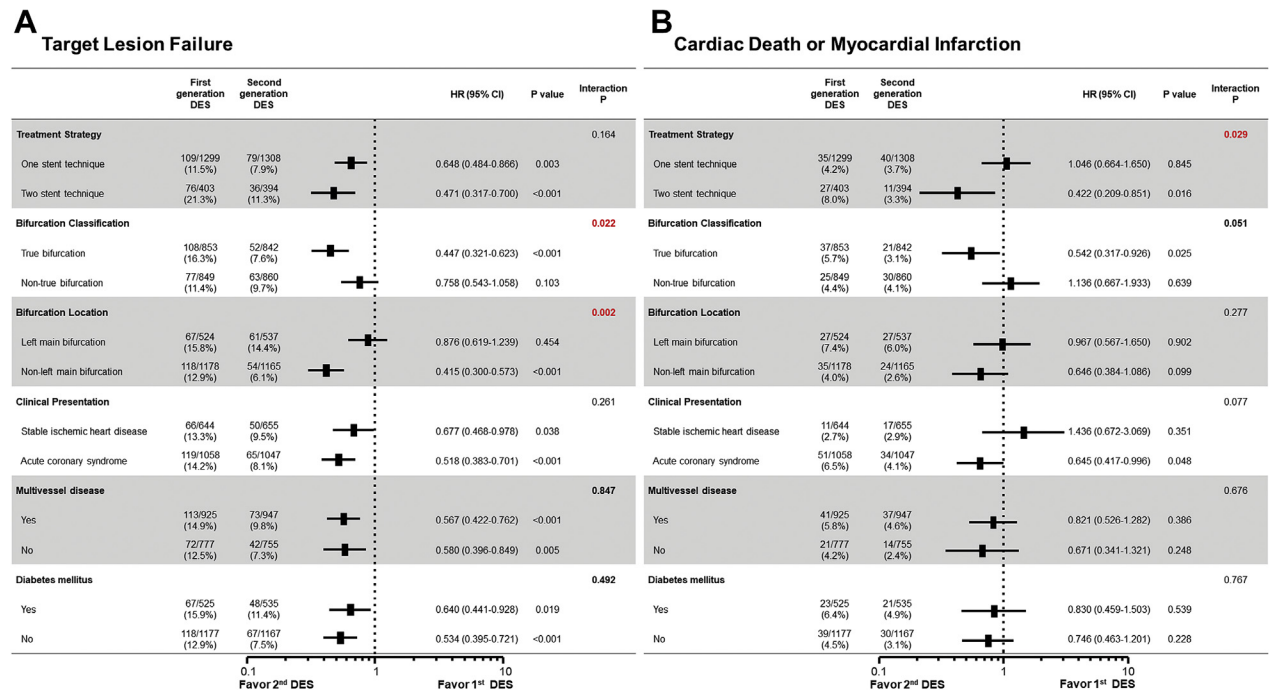 A Target Lesion Failure
First generation DES Second generation DES HR (95% CI) P value Interaction P
Treatment Strategy 0.164
One stent technique 109/1299 (11.5%) 79/1308 (7.9%) 0.648 (0.484-0.866) 0.003
Two stent technique 76/403 (21.3%) 36/394 (11.3%) 0.471 (0.317-0.700) <0.001
Bifurcation Classification 0.022
True bifurcation 108/853 (16.3%) 52/842 (7.6%) 0.447 (0.321-0.623) <0.001
Non-true bifurcation 77/849 (11.4%) 63/860 (9.7%) 0.758 (0.543-1.058) 0.103
Bifurcation Location 0.002
Left main bifurcation 67/524 (15.8%) 61/537 (14.4%) 0.876 (0.619-1.239) 0.454
Non-left main bifurcation 118/1178 (12.9%) 54/1165 (6.1%) 0.415 (0.300-0.573) <0.001
Clinical Presentation 0.261
Stable ischemic heart disease 66/644 (13.3%) 50/655 (9.5%) 0.677 (0.468-0.978) 0.038
Acute coronary syndrome 119/1058 (14.2%) 65/1047 (8.1%) 0.518 (0.383-0.701) <0.001
Multivessel disease 0.847
Yes 113/925 (14.9%) 73/947 (9.8%) 0.567 (0.422-0.762) <0.001
No 72/777 (12.5%) 42/755 (7.3%) 0.580 (0.396-0.849) 0.005
Diabetes mellitus 0.492
Yes 67/525 (15.9%) 48/535 (11.4%) 0.640 (0.441-0.928) 0.019
No 118/1177 (12.9%) 67/1167 (7.5%) 0.534 (0.395-0.721) <0.001
0.1 1 10
Favor 2nd DES Favor 1st DES
B Cardiac Death or Myocardial Infarction
First generation DES Second generation DES HR (95% CI) P value Interaction P
Treatment Strategy 0.029
One stent technique 35/1299 (4.2%) 40/1308 (3.7%) 1.046 (0.664-1.650) 0.845
Two stent technique 27/403 (8.0%) 11/394 (3.3%) 0.422 (0.209-0.851) 0.016
Bifurcation Classification 0.051
True bifurcation 37/853 (5.7%) 21/842 (3.1%) 0.542 (0.317-0.926) 0.025
Non-true bifurcation 25/849 (4.4%) 30/860 (4.1%) 1.136 (0.667-1.933) 0.639
Bifurcation Location 0.277
Left main bifurcation 27/524 (7.4%) 27/537 (6.0%) 0.967 (0.567-1.650) 0.902
Non-left main bifurcation 35/1178 (4.0%) 24/1165 (2.6%) 0.646 (0.384-1.086) 0.099
Clinical Presentation 0.077
Stable ischemic heart disease 11/644 (2.7%) 17/655 (2.9%) 1.436 (0.672-3.069) 0.351
Acute coronary syndrome 51/1058 (6.5%) 34/1047 (4.1%) 0.645 (0.417-0.996) 0.048
Multivessel disease 0.676
Yes 41/925 (5.8%) 37/947 (4.6%) 0.821 (0.526-1.282) 0.386
No 21/777 (4.2%) 14/755 (2.4%) 0.671 (0.341-1.321) 0.248
Diabetes mellitus 0.767
Yes 23/525 (6.4%) 21/535 (4.9%) 0.830 (0.459-1.503) 0.539
No 39/1177 (4.5%) 30/1167 (3.1%) 0.746 (0.463-1.201) 0.228
0.1 1 10
Favor 2nd DES Favor 1st DES